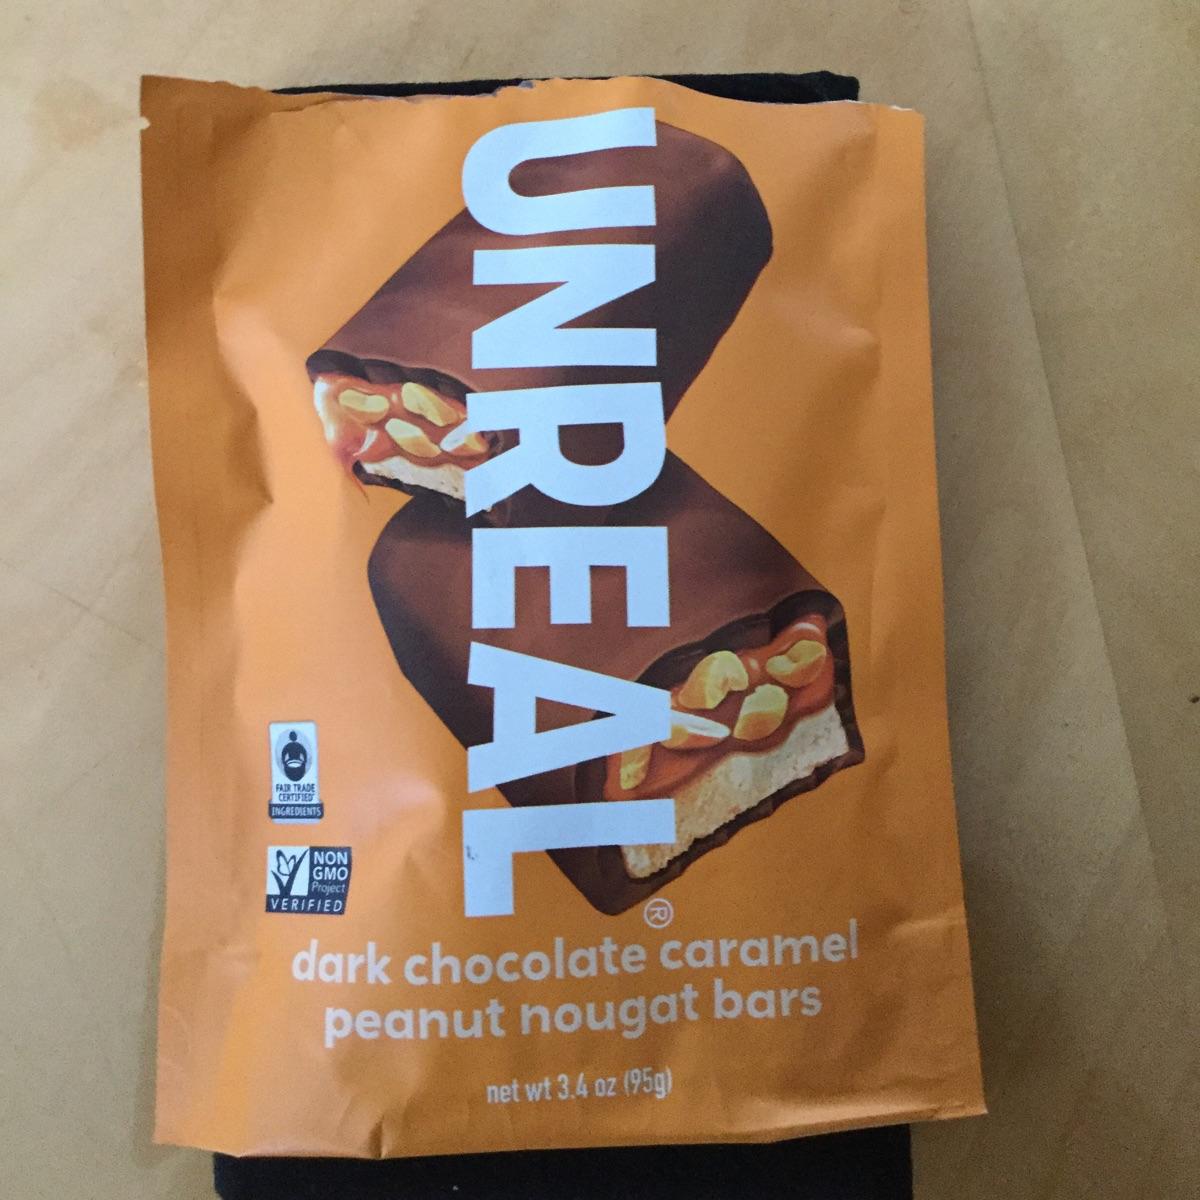 UNREAL®
FAIR TRADE
CERTIFIED
INGREDIENTS
NON
GMO
Project
VERIFIED
dark chocolate caramel
peanut nougat bars
net wt 3.4 oz (95g)